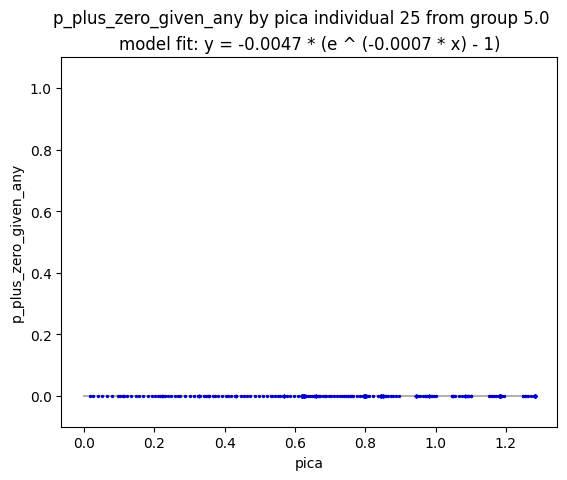 p_plus_zero_given_any by pica individual 25 from group 5.0
model fit: y = -0.0047 * (e ^ (-0.0007 * x) - 1)
1.0
0.8
0.6
0.4
0.2
0.0
p_plus_zero_given_any
0.0 0.2 0.4 0.6 0.8 1.0 1.2
pica